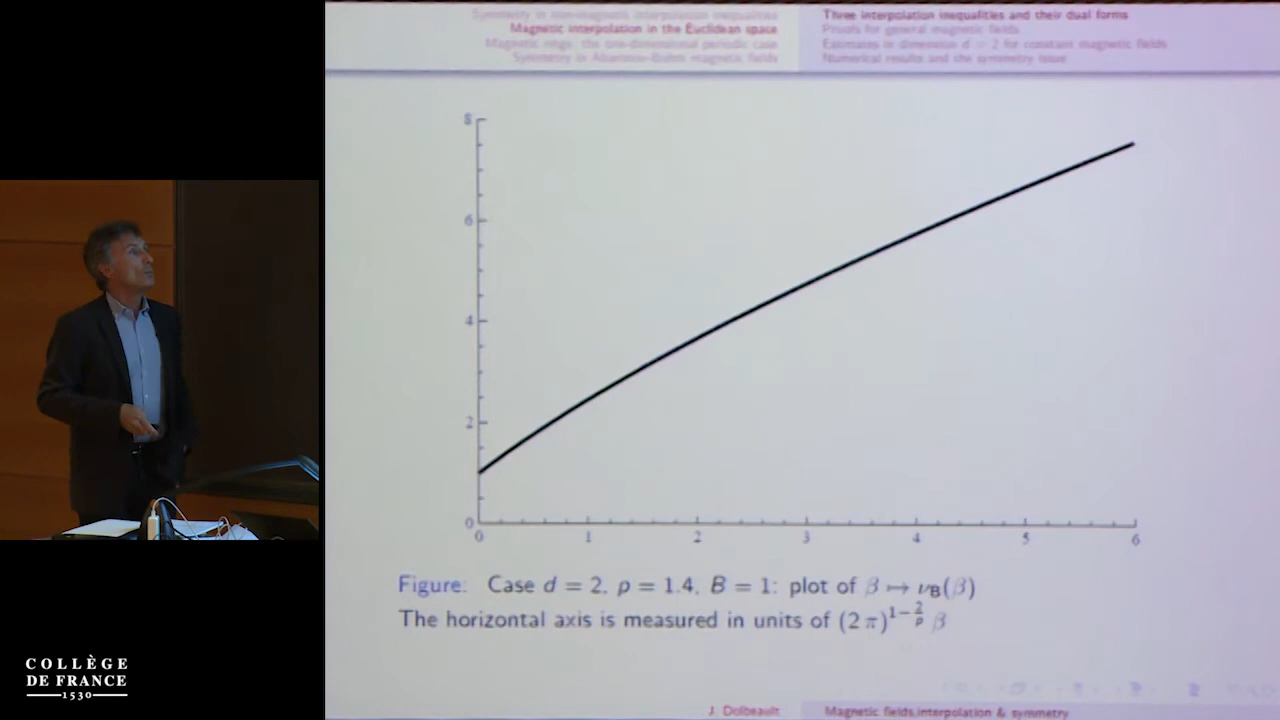 Symmetry in non-magnetic interpolation inequalities
Magnetic interpolation in the Euclidean space
Magnetic rings: the one-dimensional periodic case
Symmetry in Aharonov-Bohm magnetic fields
Three interpolation inequalities and their dual forms
Proofs for general magnetic fields
Estimates in dimension d = 2 for constant magnetic fields
Numerical results and the symmetry issue
8
6
4
2
0
0 1 2 3 4 5 6
Figure: Case d = 2, p = 1.4, B = 1: plot of β ↦ ν_B(β)
The horizontal axis is measured in units of (2π)^{1-2/p} β
J. Dolbeault
Magnetic fields,interpolation & symmetry
COLLÈGE
DE FRANCE
1530